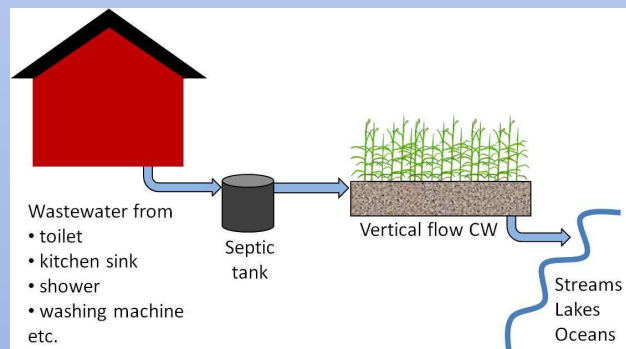 Wastewater from
• toilet
• kitchen sink
• shower
• washing machine
etc.
Septic
tank
Vertical flow CW
Streams
Lakes
Oceans